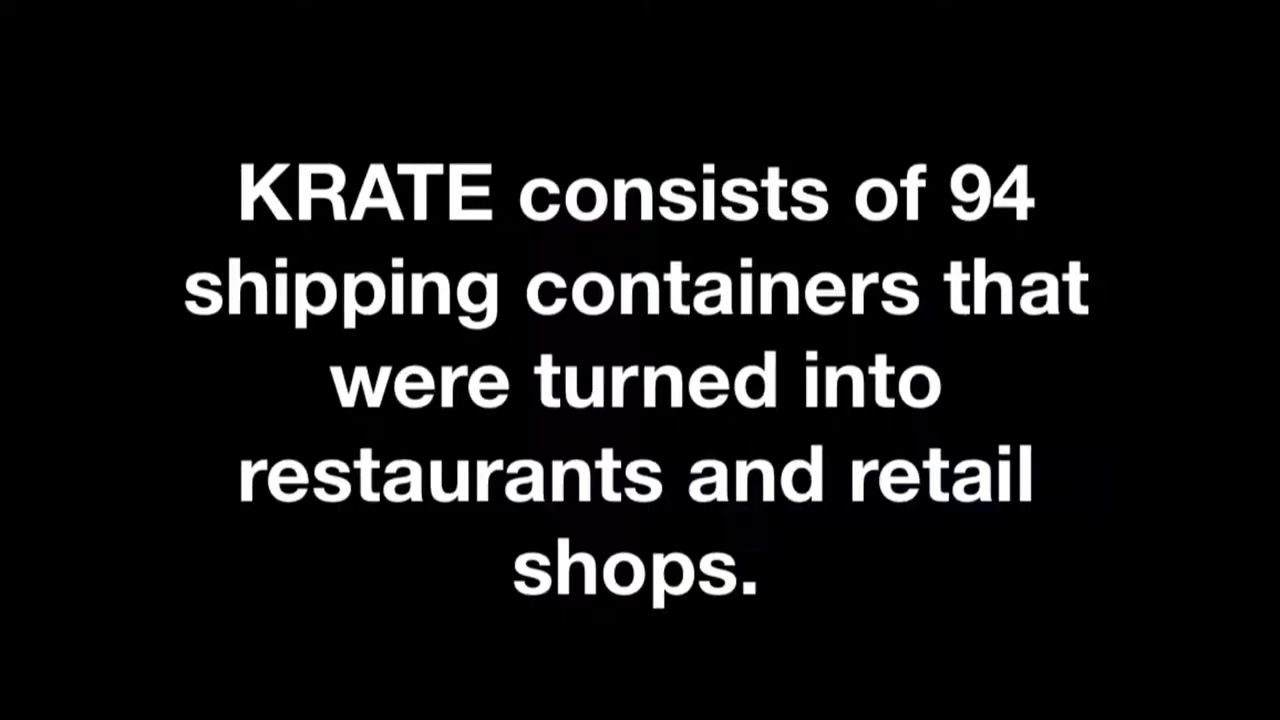 KRATE consists of 94
shipping containers that
were turned into
restaurants and retail
shops.